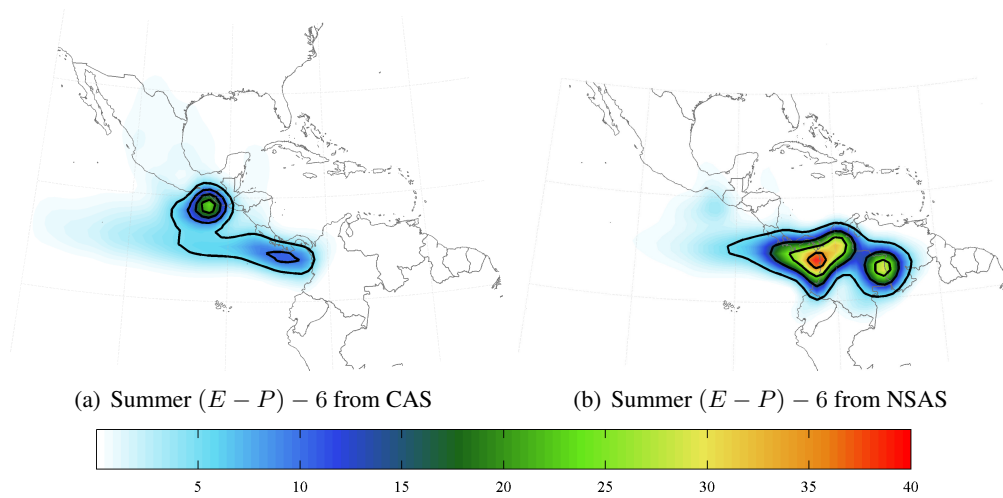 (a) Summer (E − P) − 6 from CAS
(b) Summer (E − P) − 6 from NSAS
5 10 15 20 25 30 35 40